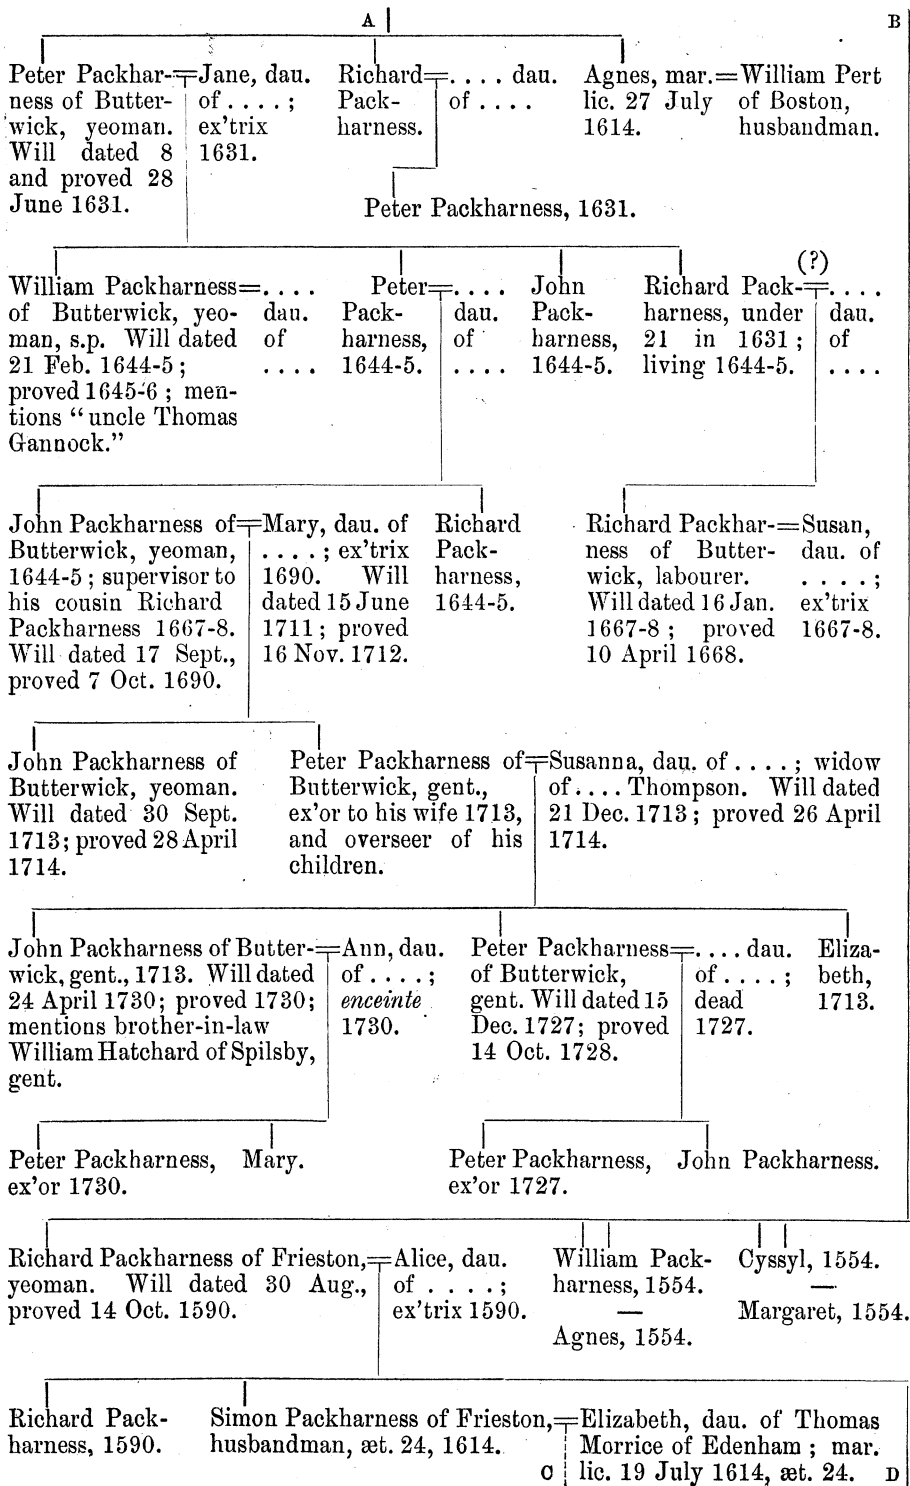 A B
Peter Packhar-=Jane, dau.
ness of Butter-
wick, yeoman.
Will dated 8
and proved 28
June 1631.
of . . . . ;
ex'trix
1631.
Richard=. . . . dau.
Pack-
harness.
of . . . .
Agnes, mar.=William Pert
lic. 27 July
1614.
of Boston,
husbandman.
Peter Packharness, 1631.
William Packharness=. . . .
of Butterwick, yeo-
man, s.p. Will dated
21 Feb. 1644-5 ;
proved 1645-6 ; men-
tions “uncle Thomas
Gannock.”
dau.
of
. . . .
Peter=. . . .
Pack-
harness,
1644-5.
dau.
of
. . . .
John
Pack-
harness,
1644-5.
(?)
Richard Pack-=. . . .
harness, under
21 in 1631 ;
living 1644-5.
dau.
of
. . . .
John Packharness of=Mary, dau. of
Butterwick, yeoman,
1644-5 ; supervisor to
his cousin Richard
Packharness 1667-8.
Will dated 17 Sept.,
proved 7 Oct. 1690.
. . . . ; ex'trix
1690. Will
dated 15 June
1711 ; proved
16 Nov. 1712.
Richard
Pack-
harness,
1644-5.
Richard Packhar-=Susan,
ness of Butter-
wick, labourer.
Will dated 16 Jan.
1667-8 ; proved
10 April 1668.
dau. of
. . . . ;
ex'trix
1667-8.
John Packharness of
Butterwick, yeoman.
Will dated 30 Sept.
1713; proved 28 April
1714.
Peter Packharness of=Susanna, dau. of . . . . ; widow
Butterwick, gent.,
ex'or to his wife 1713,
and overseer of his
children.
of . . . . Thompson. Will dated
21 Dec. 1713 ; proved 26 April
1714.
John Packharness of Butter-=Ann, dau.
wick, gent., 1713. Will dated
24 April 1730; proved 1730;
mentions brother-in-law
William Hatchard of Spilsby,
gent.
of . . . . ;
enceinte
1730.
Peter Packharness=. . . . dau.
of Butterwick,
gent. Will dated 15
Dec. 1727; proved
14 Oct. 1728.
of . . . . ;
dead
1727.
Eliza-
beth,
1713.
Peter Packharness,
ex'or 1730.
Mary.
Peter Packharness,
ex'or 1727.
John Packharness.
Richard Packharness of Frieston,=Alice, dau.
yeoman. Will dated 30 Aug.,
proved 14 Oct. 1590.
of . . . . ;
ex'trix 1590.
William Pack-
harness, 1554.
—
Agnes, 1554.
Cyssyl, 1554.
—
Margaret, 1554.
Richard Pack-
harness, 1590.
Simon Packharness of Frieston,=Elizabeth, dau. of Thomas
husbandman, æt. 24, 1614.
Morrice of Edenham ; mar.
C lic. 19 July 1614, æt. 24. D